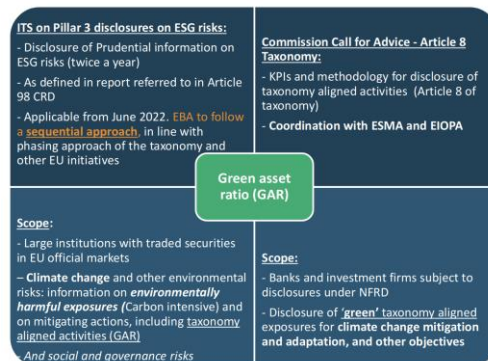 ITS on Pillar 3 disclosures on ESG risks:
- Disclosure of Prudential information on
ESG risks (twice a year)
- As defined in report referred to in Article
98 CRD
- Applicable from June 2022. EBA to follow
a sequential approach, in line with
phasing approach of the taxonomy and
other EU initiatives
Commission Call for Advice - Article 8
Taxonomy:
- KPIs and methodology for disclosure of
taxonomy aligned activities (Article 8 of
taxonomy)
- Coordination with ESMA and EIOPA
Green asset
ratio (GAR)
Scope:
- Large institutions with traded securities
in EU official markets
– Climate change and other environmental
risks: information on environmentally
harmful exposures (Carbon intensive) and
on mitigating actions, including taxonomy
aligned activities (GAR)
- And social and governance risks
Scope:
- Banks and investment firms subject to
disclosures under NFRD
- Disclosure of 'green' taxonomy aligned
exposures for climate change mitigation
and adaptation, and other objectives